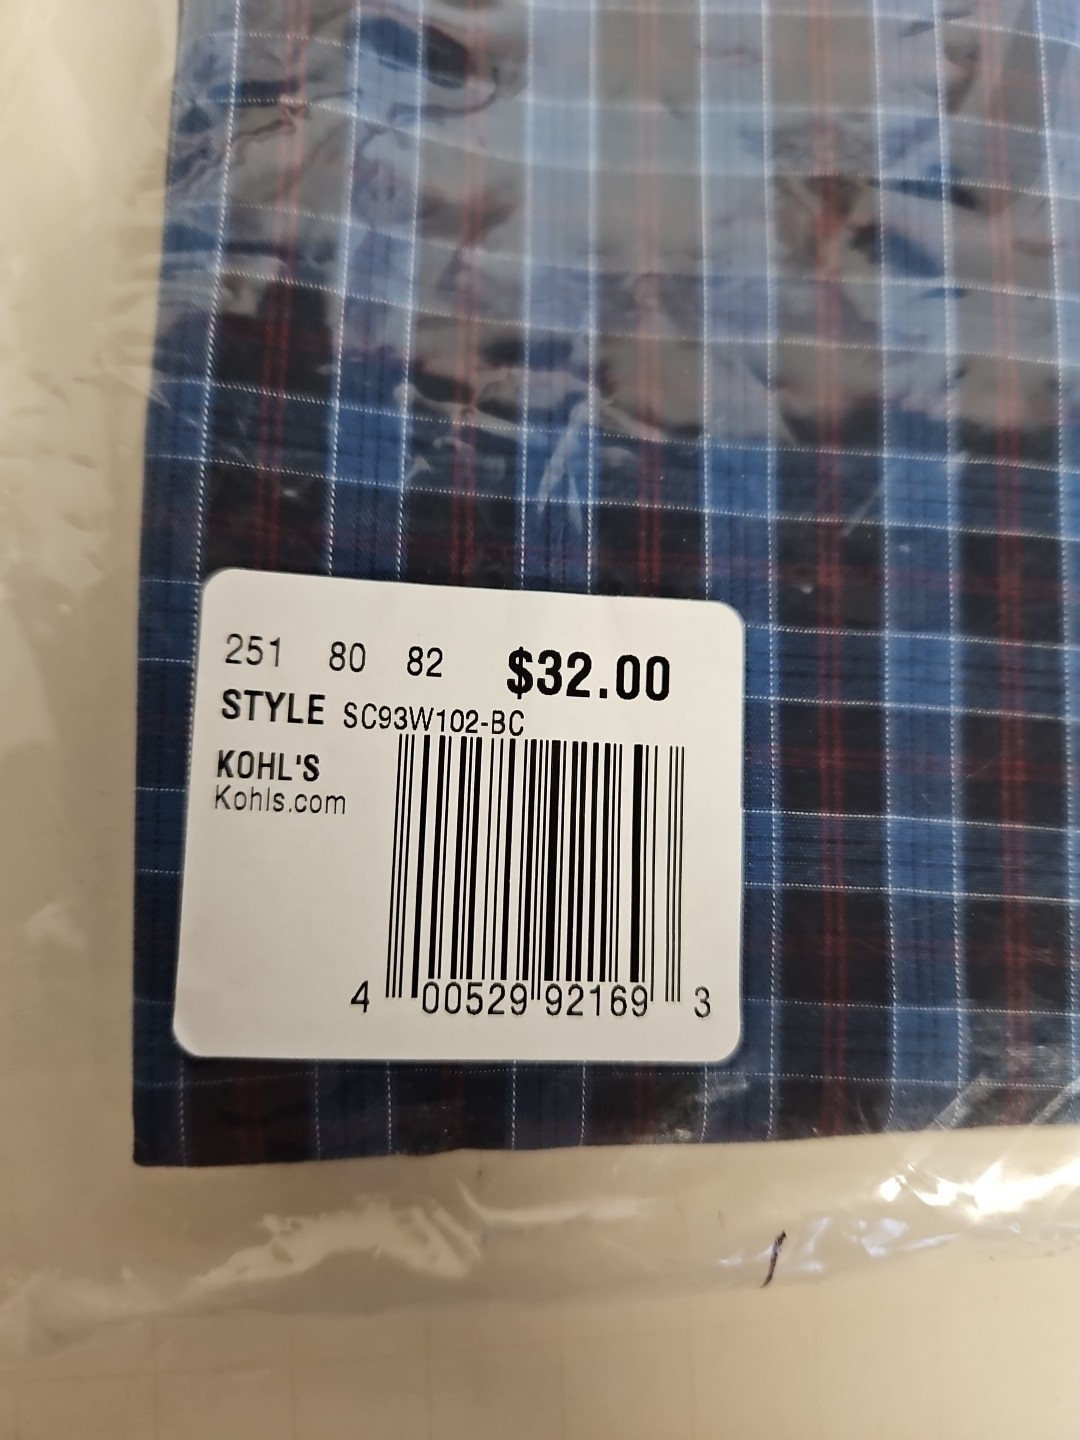 251 80 82 $32.00
STYLE SC93W102-BC
KOHL'S
Kohls.com
4 00529 92169 3